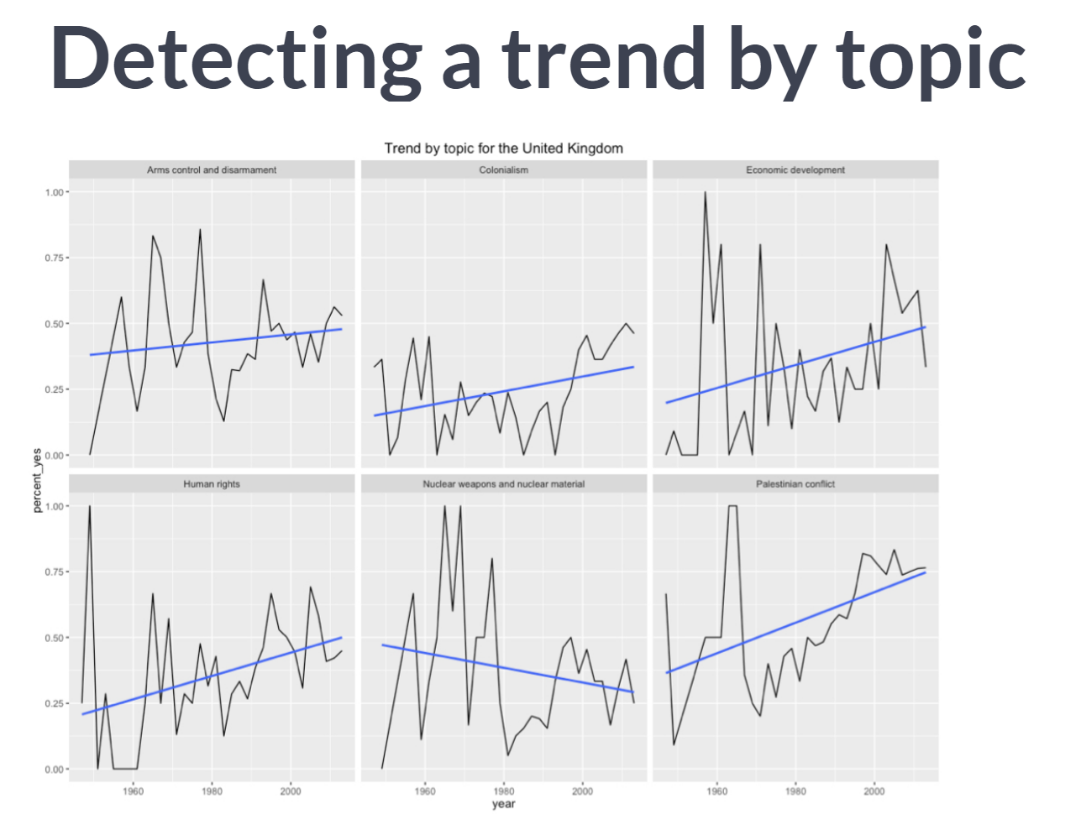 Detecting a trend by topic
Trend by topic for the United Kingdom
Arms control and disarmament
Colonialism
Economic development
1.00
0.75
0.50
0.25
0.00
Human rights
Nuclear weapons and nuclear material
Palestinian conflict
1.00
0.75
0.50
0.25
0.00
percent_yes
1960 1980 2000
1960 1980 2000
1960 1980 2000
year